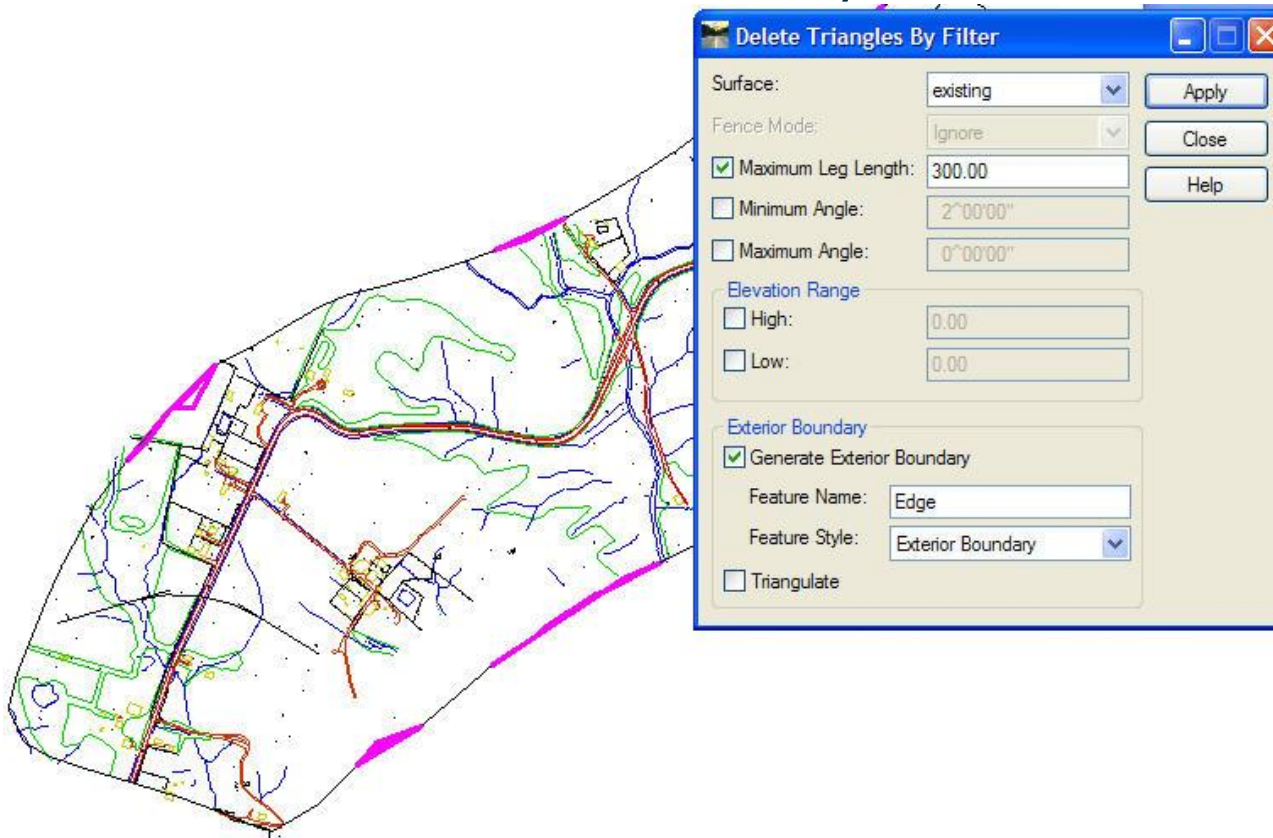 Delete Triangles By Filter
Surface: existing Apply
Fence Mode: Ignore Close
Maximum Leg Length: 300.00 Help
Minimum Angle: 2^00'00"
Maximum Angle: 0^00'00"
Elevation Range
High: 0.00
Low: 0.00
Exterior Boundary
Generate Exterior Boundary
Feature Name: Edge
Feature Style: Exterior Boundary
Triangulate